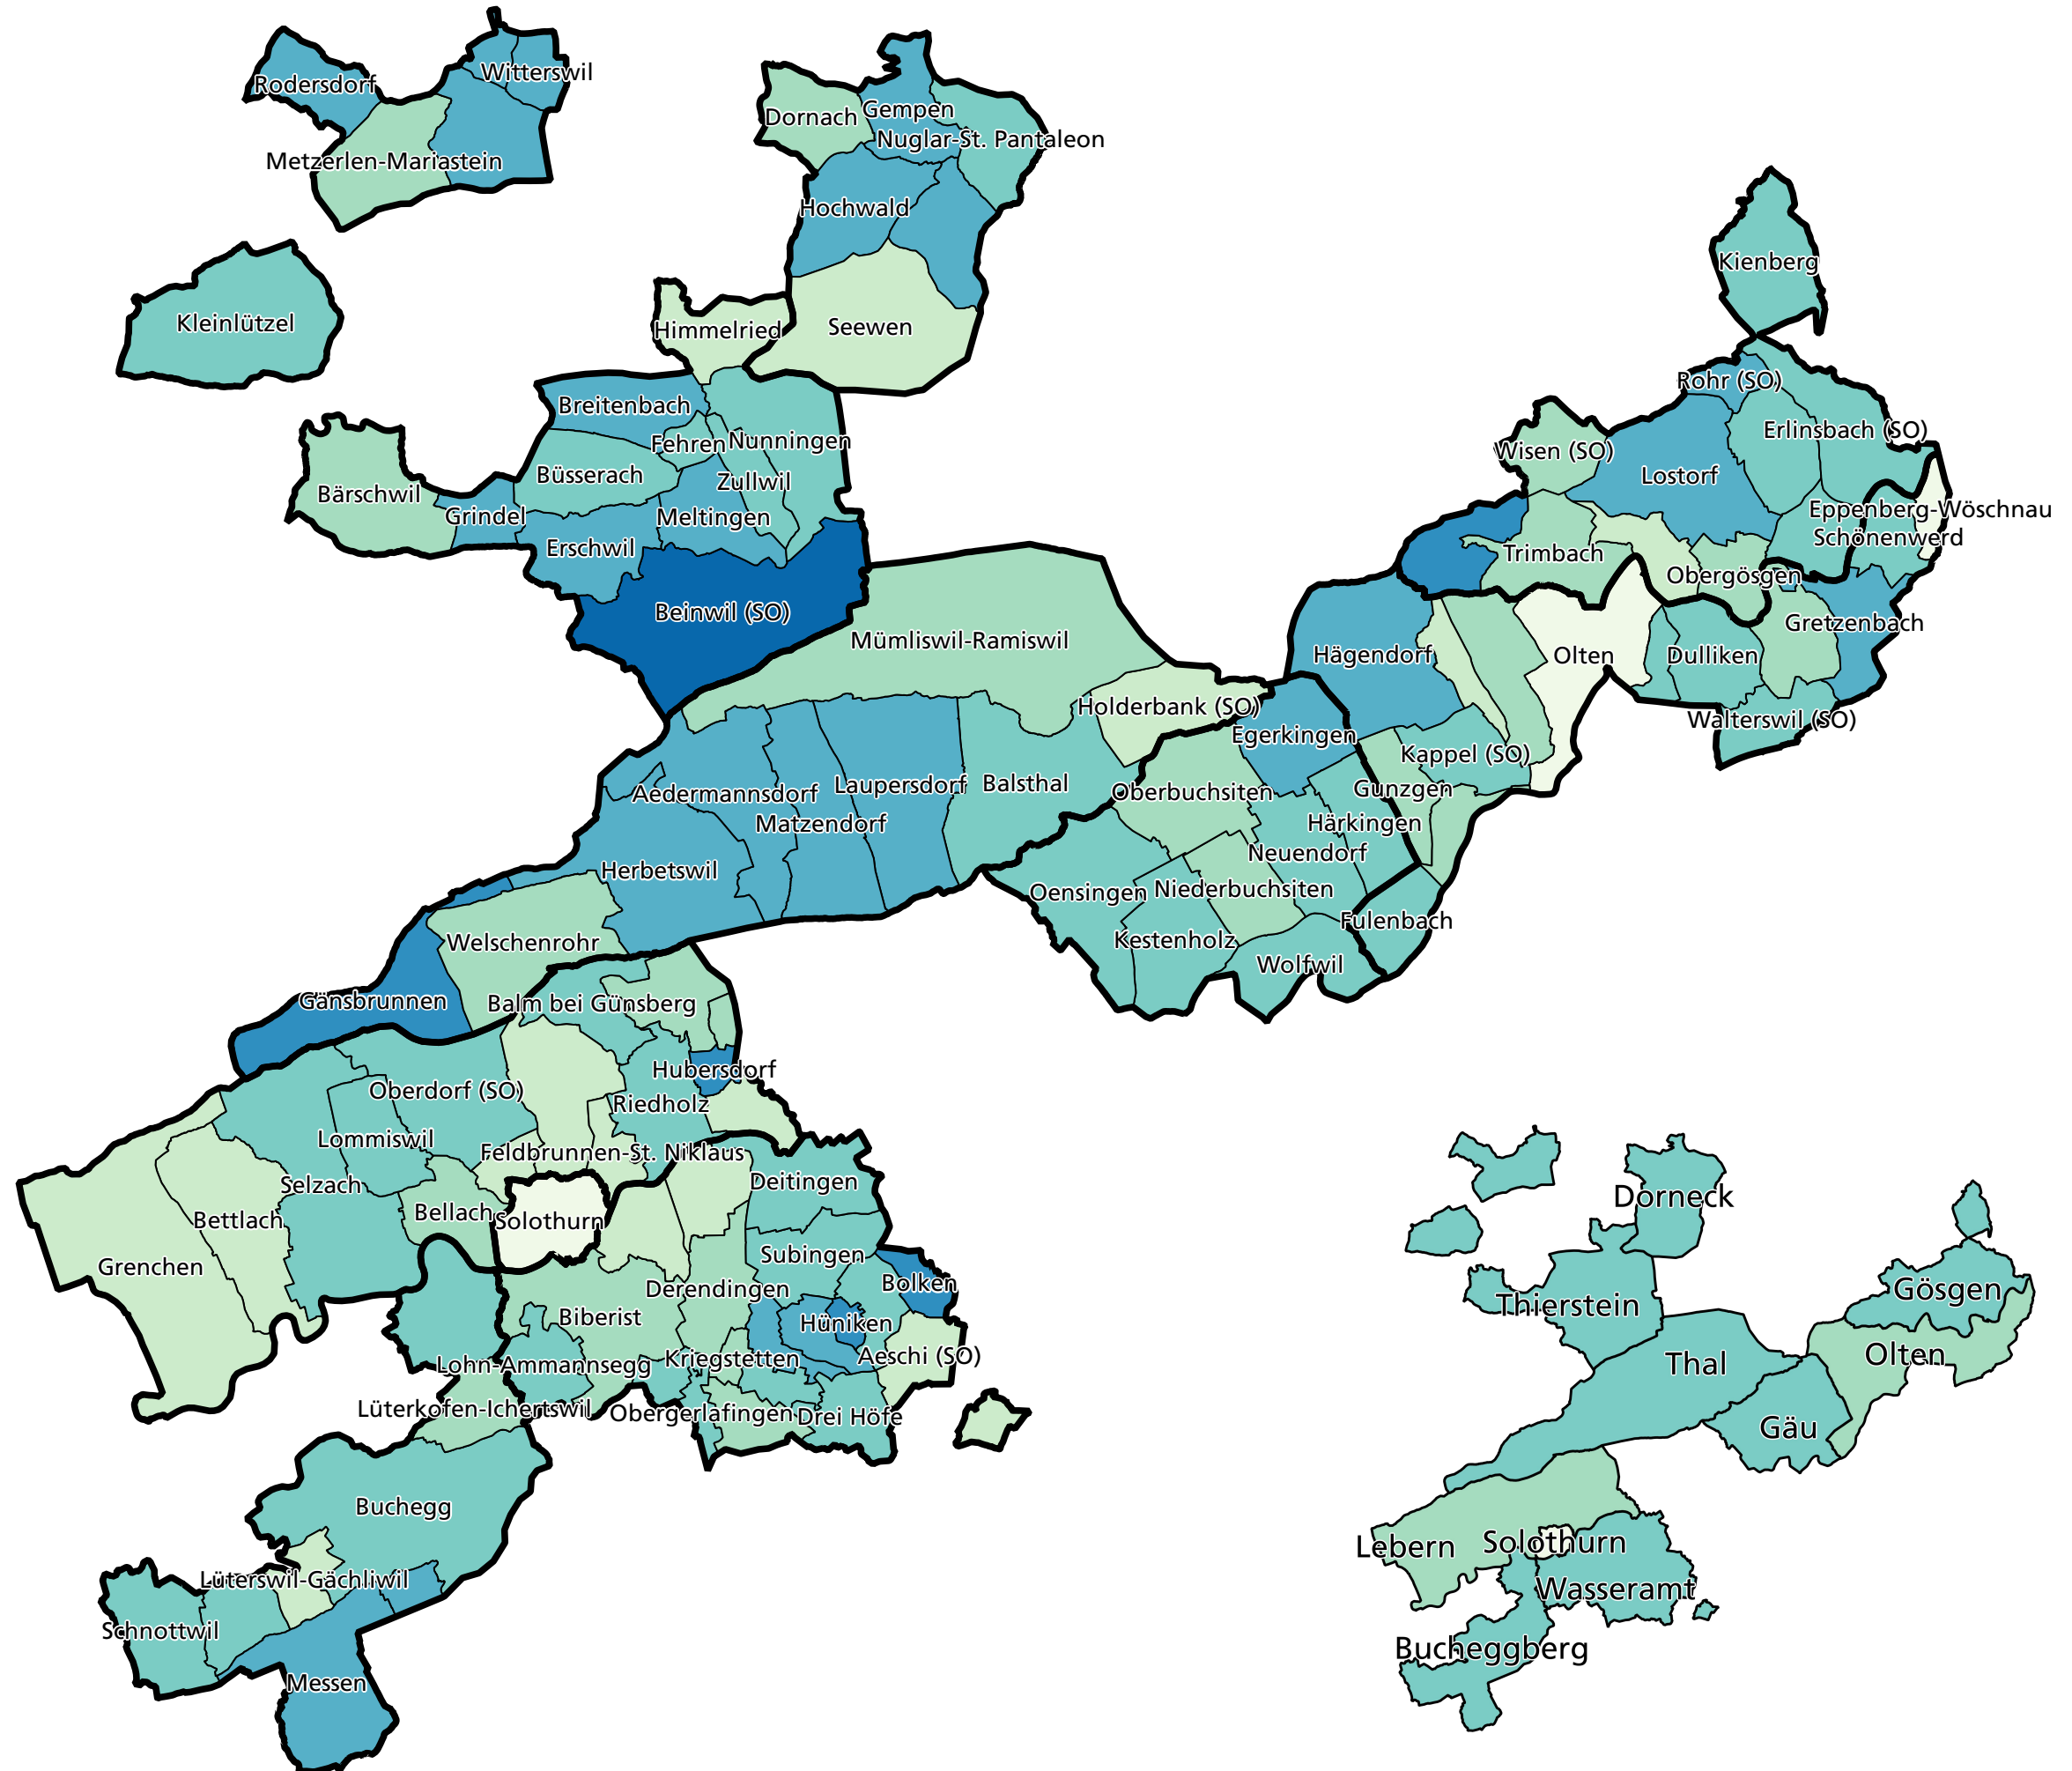 Witterswil
Rodersdorf
Metzerlen-Mariastein
Dornach
Gempen
Nuglar-St. Pantaleon
Hochwald
Kienberg
Kleinlützel
Himmelried
Seewen
Rohr (SO)
Breitenbach
Fehren
Nunningen
Erlinsbach (SO)
Wisen (SO)
Büsserach
Zullwil
Lostorf
Bärschwil
Grindel
Meltingen
Eppenberg-Wöschnau
Schönenwerd
Erschwil
Trimbach
Obergösgen
Beinwil (SO)
Gretzenbach
Mümliswil-Ramiswil
Hägendorf
Olten
Dulliken
Holderbank (SO)
Walterswil (SO)
Egerkingen
Kappel (SO)
Aedermannsdorf
Laupersdorf
Balsthal
Oberbuchsiten
Gunzgen
Matzendorf
Härkingen
Neuendorf
Herbetswil
Oensingen
Niederbuchsiten
Fulenbach
Welschenrohr
Kestenholz
Wolfwil
Gänsbrunnen
Balm bei Günsberg
Hubersdorf
Oberdorf (SO)
Riedholz
Lommiswil
Feldbrunnen-St. Niklaus
Selzach
Deitingen
Bettlach
Bellach
Solothurn
Grenchen
Subingen
Derendingen
Bolken
Biberist
Hüniken
Lohn-Ammannsegg
Kriegstetten
Aeschi (SO)
Lüterkofen-Ichertswil
Obergerlafingen
Drei Höfe
Buchegg
Lüterswil-Gächliwil
Schnottwil
Messen
Dorneck
Thierstein
Gösgen
Thal
Olten
Gäu
Lebern
Solothurn
Wasseramt
Bucheggberg